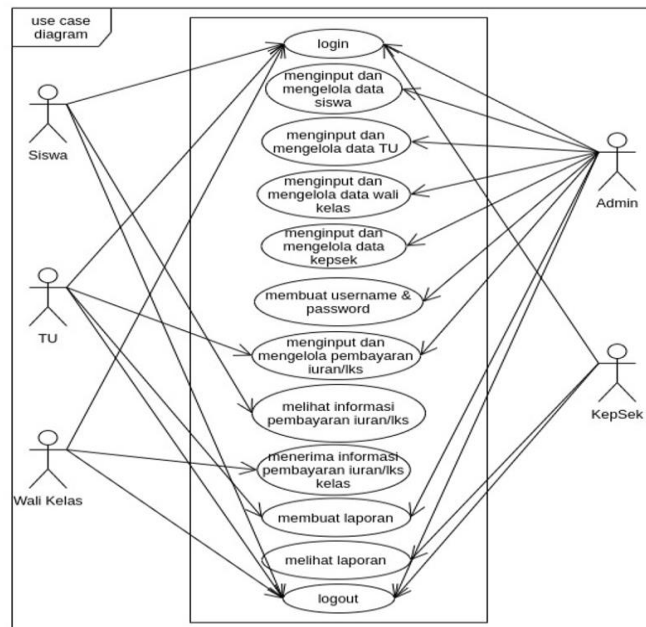 use case
diagram
login
menginput dan
mengelola data
siswa
menginput dan
mengelola data TU
menginput dan
mengelola data wali
kelas
menginput dan
mengelola data
kepsek
membuat username &
password
menginput dan
mengelola pembayaran
iuran/lks
melihat informasi
pembayaran iuran/lks
menerima informasi
pembayaran iuran/lks
kelas
membuat laporan
melihat laporan
logout
Siswa
TU
Wali Kelas
Admin
KepSek